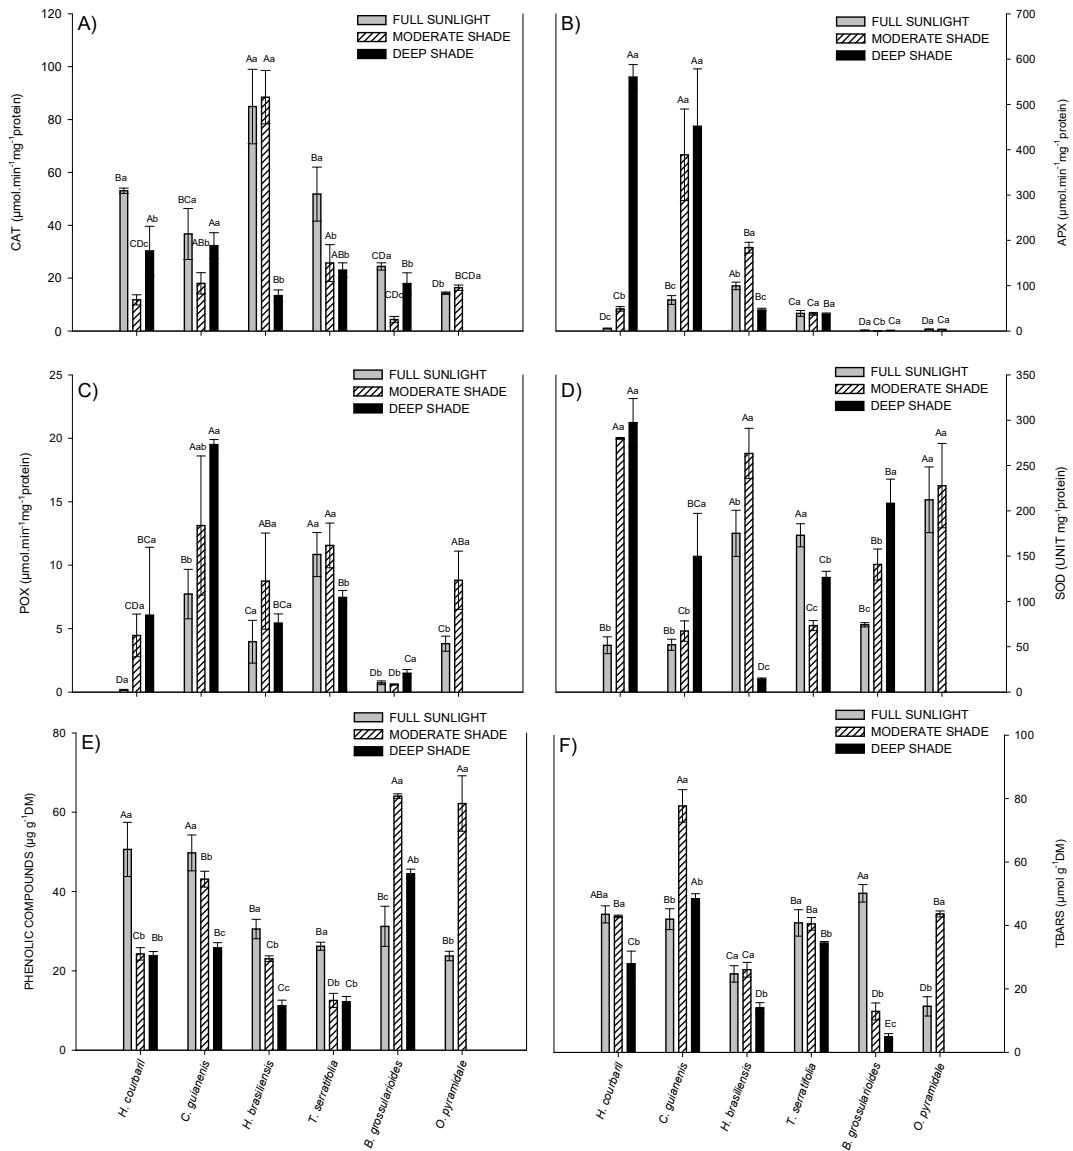 A)
FULL SUNLIGHT
MODERATE SHADE
DEEP SHADE
CAT (µmol.min-1mg-1protein)
120
100
80
60
40
20
0
Ba CDc Ab
BCa ABb Aa
Aa Aa Bb
Ba Ab ABb
CDa CDc Bb
Db BCDa
B)
FULL SUNLIGHT
MODERATE SHADE
DEEP SHADE
APX (µmol.min-1mg-1protein)
700
600
500
400
300
200
100
0
Dc Cb Aa
Bc Aa Aa
Ab Ba Bc
Ca Ca Ba
Da Cb Ca
Da Ca
C)
FULL SUNLIGHT
MODERATE SHADE
DEEP SHADE
POX (µmol.min-1mg-1protein)
25
20
15
10
5
0
Da CDa BCa
Bb Aab Aa
Ca ABa BCa
Aa Aa Bb
Db Db Ca
Cb ABa
D)
FULL SUNLIGHT
MODERATE SHADE
DEEP SHADE
SOD (UNIT mg-1protein)
350
300
250
200
150
100
50
0
Bb Aa Aa
Bb Cb BCa
Ab Aa Dc
Aa Cc Cb
Bc Bb Ba
Aa Aa
E)
FULL SUNLIGHT
MODERATE SHADE
DEEP SHADE
PHENOLIC COMPOUNDS (µg g-1DM)
80
60
40
20
0
Aa Cb Bb
Aa Bb Bc
Ba Cb Cc
Ba Db Cb
Bc Aa Ab
Bb Aa
H. courbaril
C. guianenis
H. brasiliensis
T. serratifolia
B. grossularioides
O. pyramidale
F)
FULL SUNLIGHT
MODERATE SHADE
DEEP SHADE
TBARS (µmol g-1DM)
100
80
60
40
20
0
ABa Ba Cb
Bb Aa Ab
Ca Ca Db
Ba Ba Bb
Aa Db Ec
Db Ba
H. courbaril
C. guianenis
H. brasiliensis
T. serratifolia
B. grossularioides
O. pyramidale